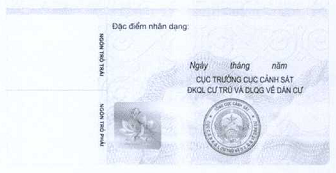 Đặc điểm nhân dạng:
NGÓN TRỎ TRÁI
Ngày tháng năm
CỤC TRƯỞNG CỤC CẢNH SÁT
ĐKQL CƯ TRÚ VÀ DLQG VỀ DÂN CƯ
NGÓN TRỎ PHẢI